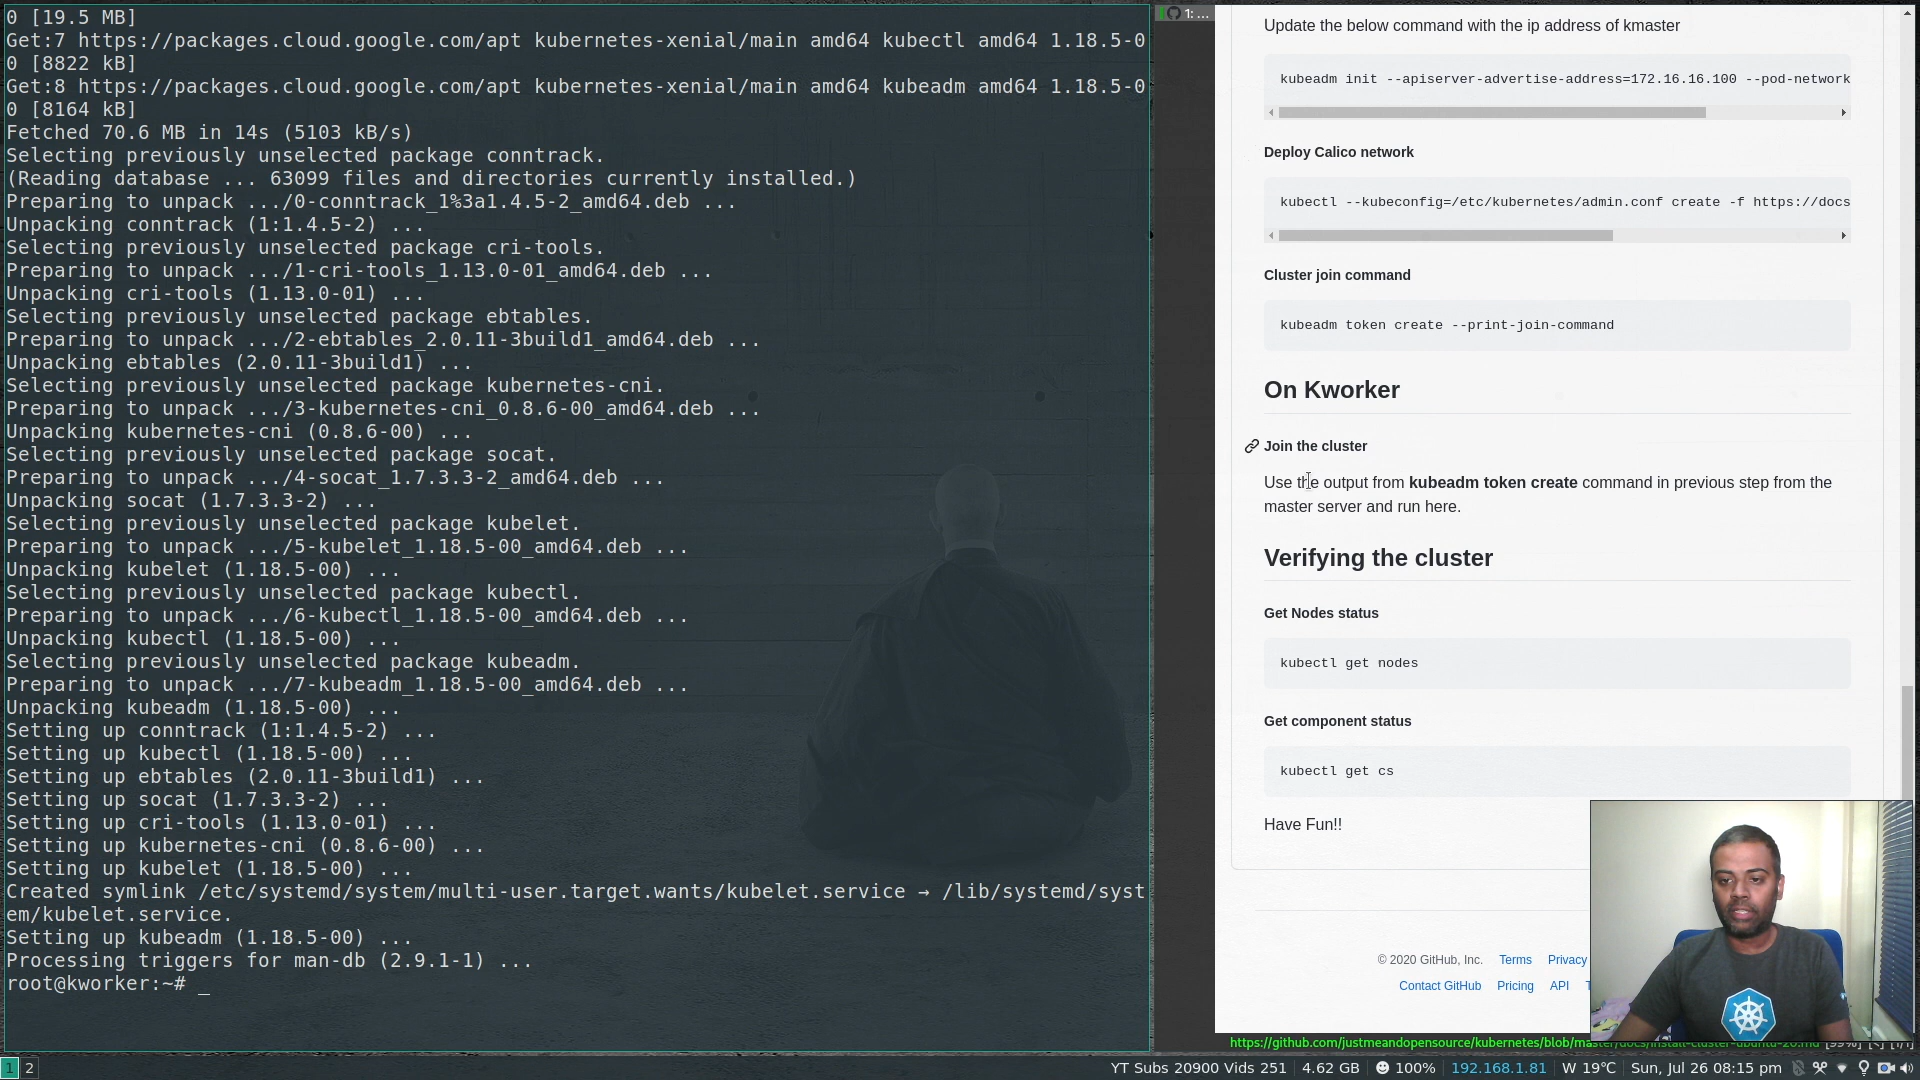 0 [19.5 MB]
Get:7 https://packages.cloud.google.com/apt kubernetes-xenial/main amd64 kubectl amd64 1.18.5-0
0 [8822 kB]
Get:8 https://packages.cloud.google.com/apt kubernetes-xenial/main amd64 kubeadm amd64 1.18.5-0
0 [8164 kB]
Fetched 70.6 MB in 14s (5103 kB/s)
Selecting previously unselected package conntrack.
(Reading database ... 63099 files and directories currently installed.)
Preparing to unpack .../0-conntrack_1%3a1.4.5-2_amd64.deb ...
Unpacking conntrack (1:1.4.5-2) ...
Selecting previously unselected package cri-tools.
Preparing to unpack .../1-cri-tools_1.13.0-01_amd64.deb ...
Unpacking cri-tools (1.13.0-01) ...
Selecting previously unselected package ebtables.
Preparing to unpack .../2-ebtables_2.0.11-3build1_amd64.deb ...
Unpacking ebtables (2.0.11-3build1) ...
Selecting previously unselected package kubernetes-cni.
Preparing to unpack .../3-kubernetes-cni_0.8.6-00_amd64.deb ...
Unpacking kubernetes-cni (0.8.6-00) ...
Selecting previously unselected package socat.
Preparing to unpack .../4-socat_1.7.3.3-2_amd64.deb ...
Unpacking socat (1.7.3.3-2) ...
Selecting previously unselected package kubelet.
Preparing to unpack .../5-kubelet_1.18.5-00_amd64.deb ...
Unpacking kubelet (1.18.5-00) ...
Selecting previously unselected package kubectl.
Preparing to unpack .../6-kubectl_1.18.5-00_amd64.deb ...
Unpacking kubectl (1.18.5-00) ...
Selecting previously unselected package kubeadm.
Preparing to unpack .../7-kubeadm_1.18.5-00_amd64.deb ...
Unpacking kubeadm (1.18.5-00) ...
Setting up conntrack (1:1.4.5-2) ...
Setting up kubectl (1.18.5-00) ...
Setting up ebtables (2.0.11-3build1) ...
Setting up socat (1.7.3.3-2) ...
Setting up cri-tools (1.13.0-01) ...
Setting up kubernetes-cni (0.8.6-00) ...
Setting up kubelet (1.18.5-00) ...
Created symlink /etc/systemd/system/multi-user.target.wants/kubelet.service → /lib/systemd/syst
em/kubelet.service.
Setting up kubeadm (1.18.5-00) ...
Processing triggers for man-db (2.9.1-1) ...
root@kworker:~# _
1: ...
Update the below command with the ip address of kmaster
kubeadm init --apiserver-advertise-address=172.16.16.100 --pod-network
Deploy Calico network
kubectl --kubeconfig=/etc/kubernetes/admin.conf create -f https://docs
Cluster join command
kubeadm token create --print-join-command
On Kworker
Join the cluster
Use the output from kubeadm token create command in previous step from the
master server and run here.
Verifying the cluster
Get Nodes status
kubectl get nodes
Get component status
kubectl get cs
Have Fun!!
© 2020 GitHub, Inc. Terms Privacy
Contact GitHub Pricing API
https://github.com/justmeandopensource/kubernetes/blob/master/docs/install-cluster-ubuntu-20.md
1 2
YT Subs 20900 Vids 251 4.62 GB 100% 192.168.1.81 W 19°C Sun, Jul 26 08:15 pm